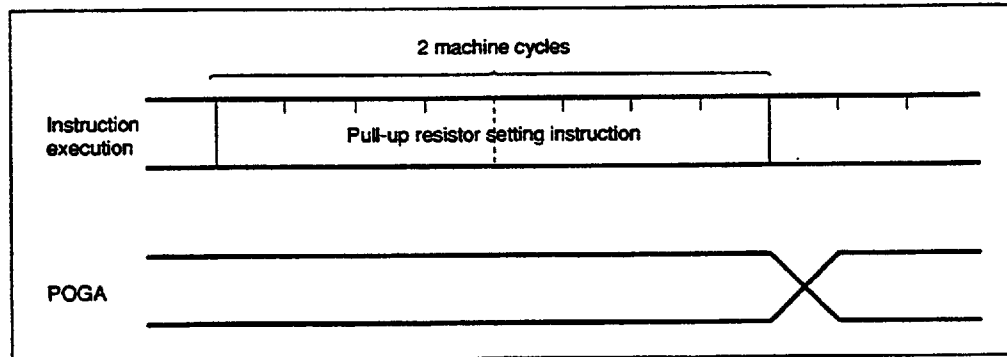 2 machine cycles
Instruction
execution
Pull-up resistor setting instruction
POGA